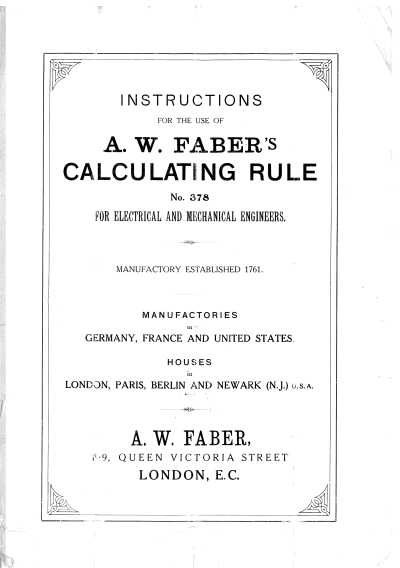 INSTRUCTIONS
FOR THE USE OF
A. W. FABER'S
CALCULATING RULE
No. 378
FOR ELECTRICAL AND MECHANICAL ENGINEERS.
MANUFACTORY ESTABLISHED 1761.
MANUFACTORIES
in
GERMANY, FRANCE AND UNITED STATES.
HOUSES
in
LONDON, PARIS, BERLIN AND NEWARK (N.J.) U.S.A.
A. W. FABER,
QUEEN VICTORIA STREET
LONDON, E.C.